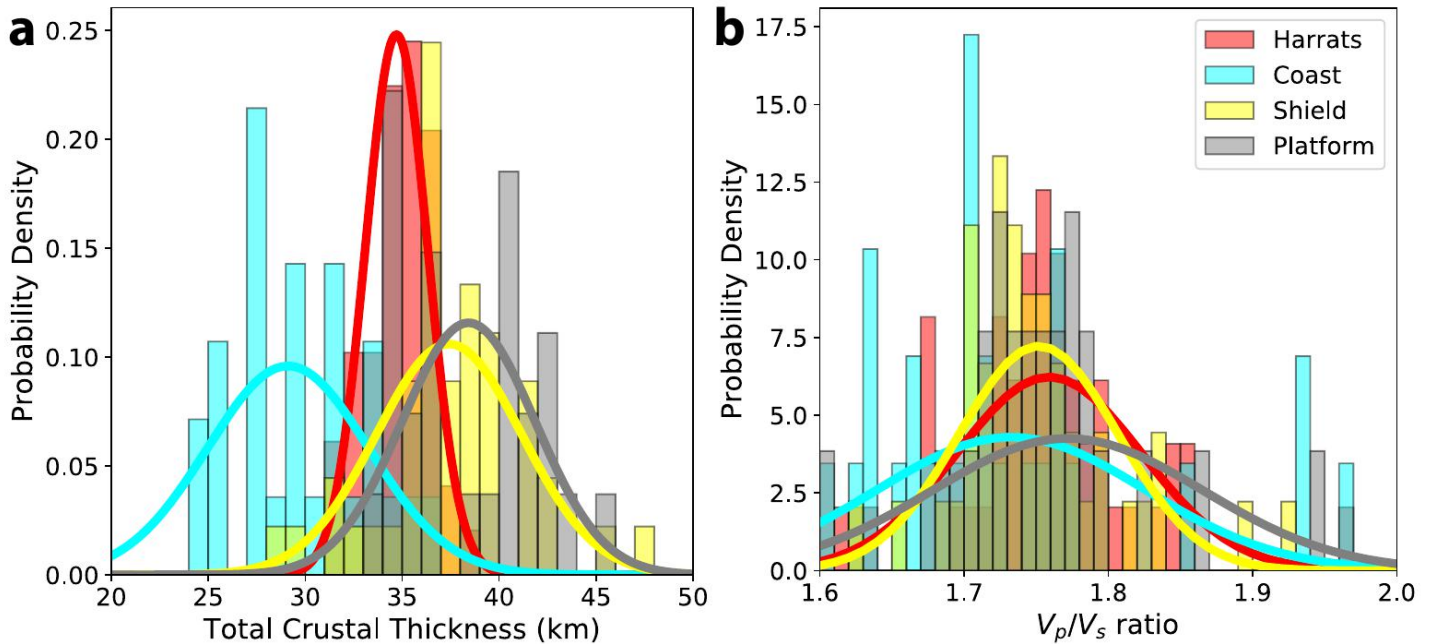 a
0.25
0.20
0.15
0.10
0.05
0.00
Probability Density
20 25 30 35 40 45 50
Total Crustal Thickness (km)
b
17.5
15.0
12.5
10.0
7.5
5.0
2.5
0.0
Probability Density
1.6 1.7 1.8 1.9 2.0
Vp/Vs ratio
Harrats
Coast
Shield
Platform